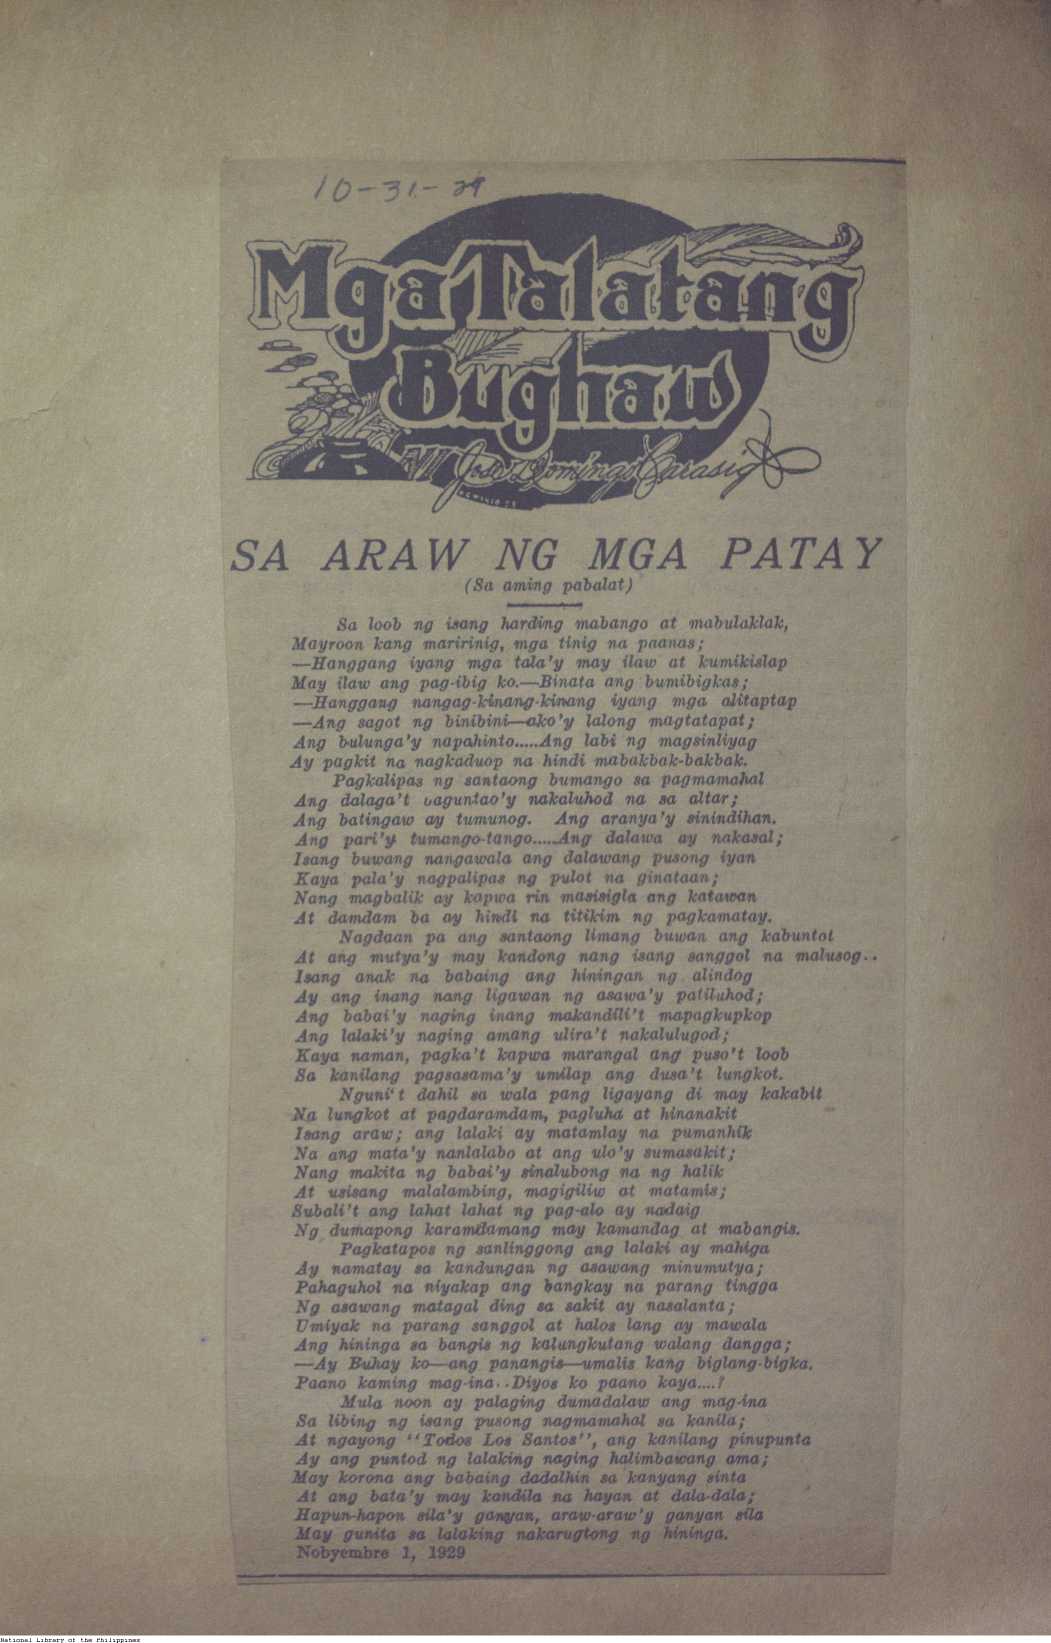 10-31-29
Mga Talatang
Bughaw
NI Jose Domingo Carasig
SA ARAW NG MGA PATAY
(Sa aming pabalat)
Sa loob ng isang harding mabango at mabulaklak,
Mayroon kang maririnig, mga tinig na paanas;
—Hanggang iyang mga tala'y may ilaw at kumikislap
May ilaw ang pag-ibig ko.—Binata ang bumibigkas;
—Hanggang nangag-kinang-kinang iyang mga alitaptap
—Ang sagot ng binibini—ako'y lalong magtatapat;
Ang bulunga'y napahinto.....Ang labi ng magsinliyag
Ay pagkit na nagkaduop na hindi mabakbak-bakbak.
Pagkalipas ng santaong bumango sa pagmamahal
Ang dalaga't baguntao'y nakaluhod na sa altar;
Ang batingaw ay tumunog. Ang aranya'y sinindihan.
Ang pari'y tumango-tango.....Ang dalawa ay nakasal;
Isang buwang nangawala ang dalawang pusong iyan
Kaya pala'y nagpalipas ng pulot na ginataan;
Nang magbalik ay kapwa rin masisigla ang katawan
At damdam ba ay hindi na titikim ng pagkamatay.
Nagdaan pa ang santaong limang buwan ang kabuntot
At ang mutya'y may kandong nang isang sanggol na malusog..
Isang anak na babaing ang hiningan ng alindog
Ay ang inang nang ligawan ng asawa'y patiluhod;
Ang babai'y naging inang makandili't mapagkupkop
Ang lalaki'y naging amang ulira't nakalulugod;
Kaya naman, pagka't kapwa marangal ang puso't loob
Sa kanilang pagsasama'y umilap ang dusa't lungkot.
Nguni't dahil sa wala pang ligayang di may kakabit
Na lungkot at pagdaramdam, pagluha at hinanakit
Isang araw; ang lalaki ay matamlay na pumanhik
Na ang mata'y nanlalabo at ang ulo'y sumasakit;
Nang makita ng babai'y sinalubong na ng halik
At usisang malalambing, magigiliw at matamis;
Subali't ang lahat lahat ng pag-alo ay nadaig
Ng dumapong karamdamang may kamandag at mabangis.
Pagkatapos ng sanlinggong ang lalaki ay mahiga
Ay namatay sa kandungan ng asawang minumutya;
Pahaguhol na niyakap ang bangkay na parang tingga
Ng asawang matagal ding sa sakit ay nasalanta;
Umiyak na parang sanggol at halos lang ay mawala
Ang hininga sa bangis ng kalungkutang walang dangga;
—Ay Buhay ko—ang panangis—umalis kang biglang-bigka.
Paano kaming mag-ina..Diyos ko paano kaya....?
Mula noon ay palaging dumadalaw ang mag-ina
Sa libing ng isang pusong nagmamahal sa kanila;
At ngayong "Todos Los Santos", ang kanilang pinupunta
Ay ang puntod ng lalaking naging halimbawang ama;
May korona ang babaing dadalhin sa kanyang sinta
At ang bata'y may kandila na hayan at dala-dala;
Hapun-hapon sila'y ganyan, araw-araw'y ganyan sila
May gunita sa lalaking nakarugtong ng hininga.
Nobyembre 1, 1929
National Library of the Philippines